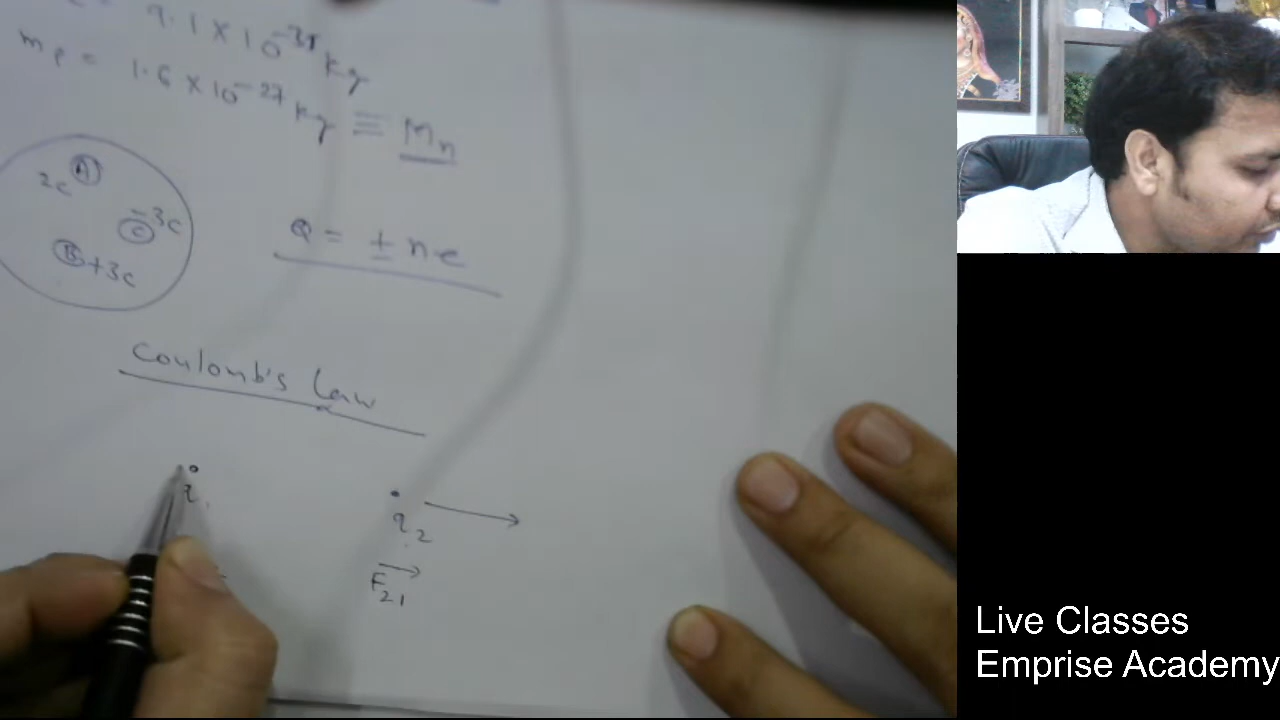 = 9.1 × 10⁻³¹ kg
mp = 1.6 × 10⁻²⁷ kg ≡ Mn
A
2c
-3c
C
B +3c
Q = ± n.e
Coulomb's Law
q1
q2
F21
Live Classes
Emprise Academy